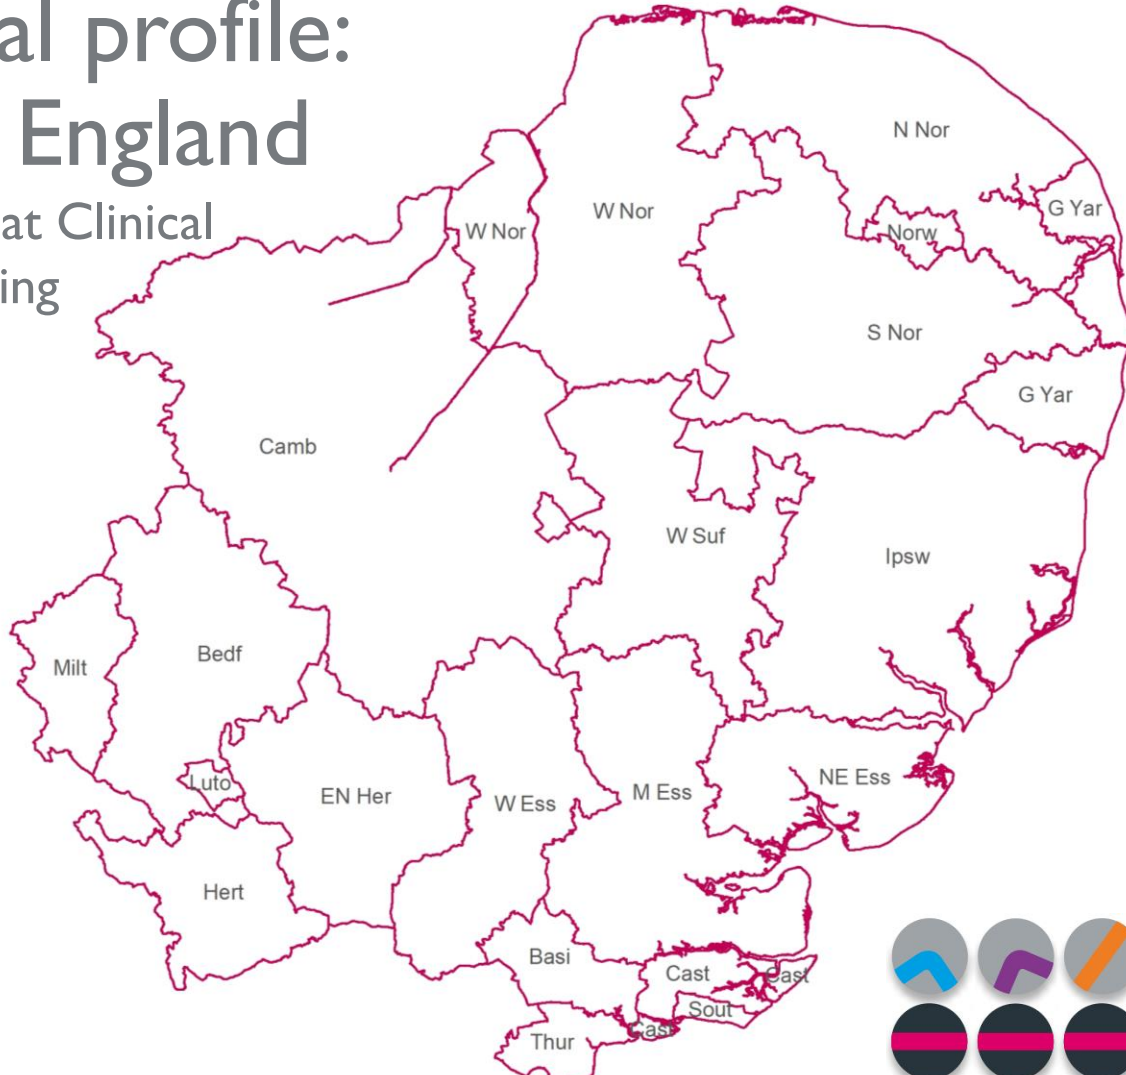 al profile:
England
at Clinical
ing
N Nor
W Nor
G Yar
W Nor
Norw
S Nor
G Yar
Camb
W Suf
Ipsw
Bedf
Milt
Luto
EN Her
W Ess
M Ess
NE Ess
Hert
Basi
Cast
Cast
Sout
Cast
Thur